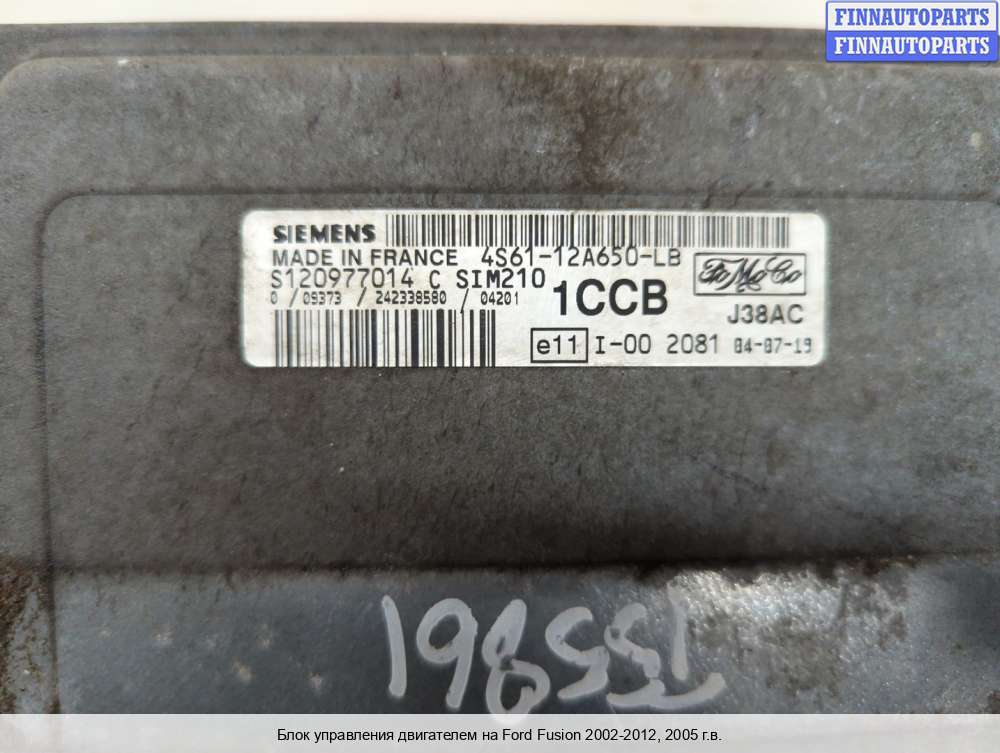 FINNAUTOPARTS
FINNAUTOPARTS
SIEMENS
MADE IN FRANCE 4S61-12A650-LB
S120977014 C SIM210
0 / 09373 / 242338580 / 04201
1CCB
FoMoCo
J38AC
e11 I-00 2081 04-07-19
Блок управления двигателем на Ford Fusion 2002-2012, 2005 г.в.